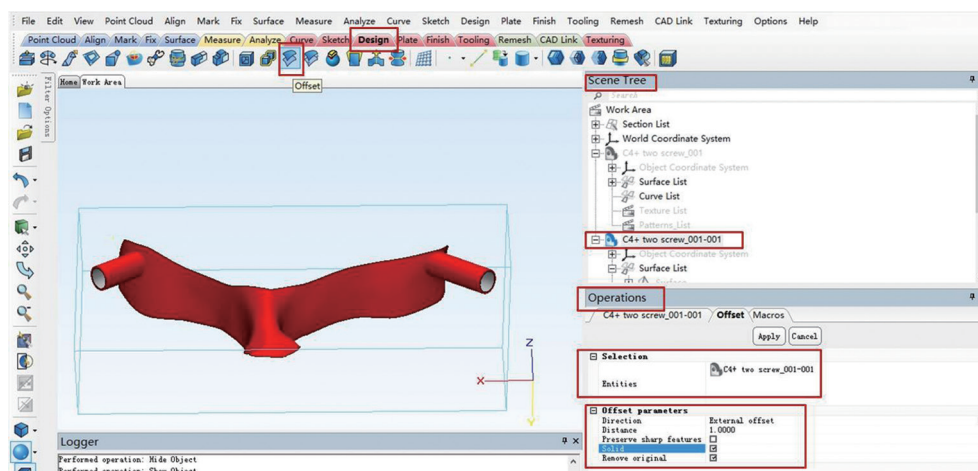 File Edit View Point Cloud Align Mark Fix Surface Measure Analyze Curve Sketch Design Plate Finish Tooling Remesh CAD Link Texturing Options Help
Point Cloud Align Mark Fix Surface Measure Analyze Curve Sketch Design Plate Finish Tooling Remesh CAD Link Texturing
Offset
Home Work Area
Filter Options
Z
X
Y
Logger
Performed operation: Hide Object
Performed operation: Show Object
Scene Tree
Search
Work Area
Section List
World Coordinate System
C4+ two screw_001
Object Coordinate System
Surface List
Curve List
Texture List
Patterns_List
C4+ two screw_001-001
Object Coordinate System
Surface List
Surface
Operations
C4+ two screw_001-001 Offset Macros
Apply Cancel
Selection
C4+ two screw_001-001
Entities
Offset parameters
Direction External offset
Distance 1.0000
Preserve sharp features
Solid
Remove original